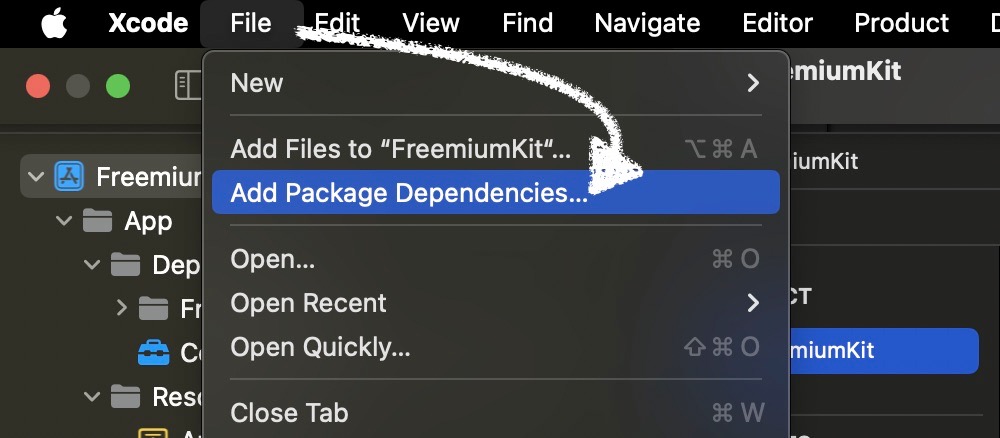 Xcode File Edit View Find Navigate Editor Product
New
Add Files to “FreemiumKit“... ⌥⌘A
Add Package Dependencies...
Open... ⌘O
Open Recent
Open Quickly... ⇧⌘O
Close Tab ⌘W
App